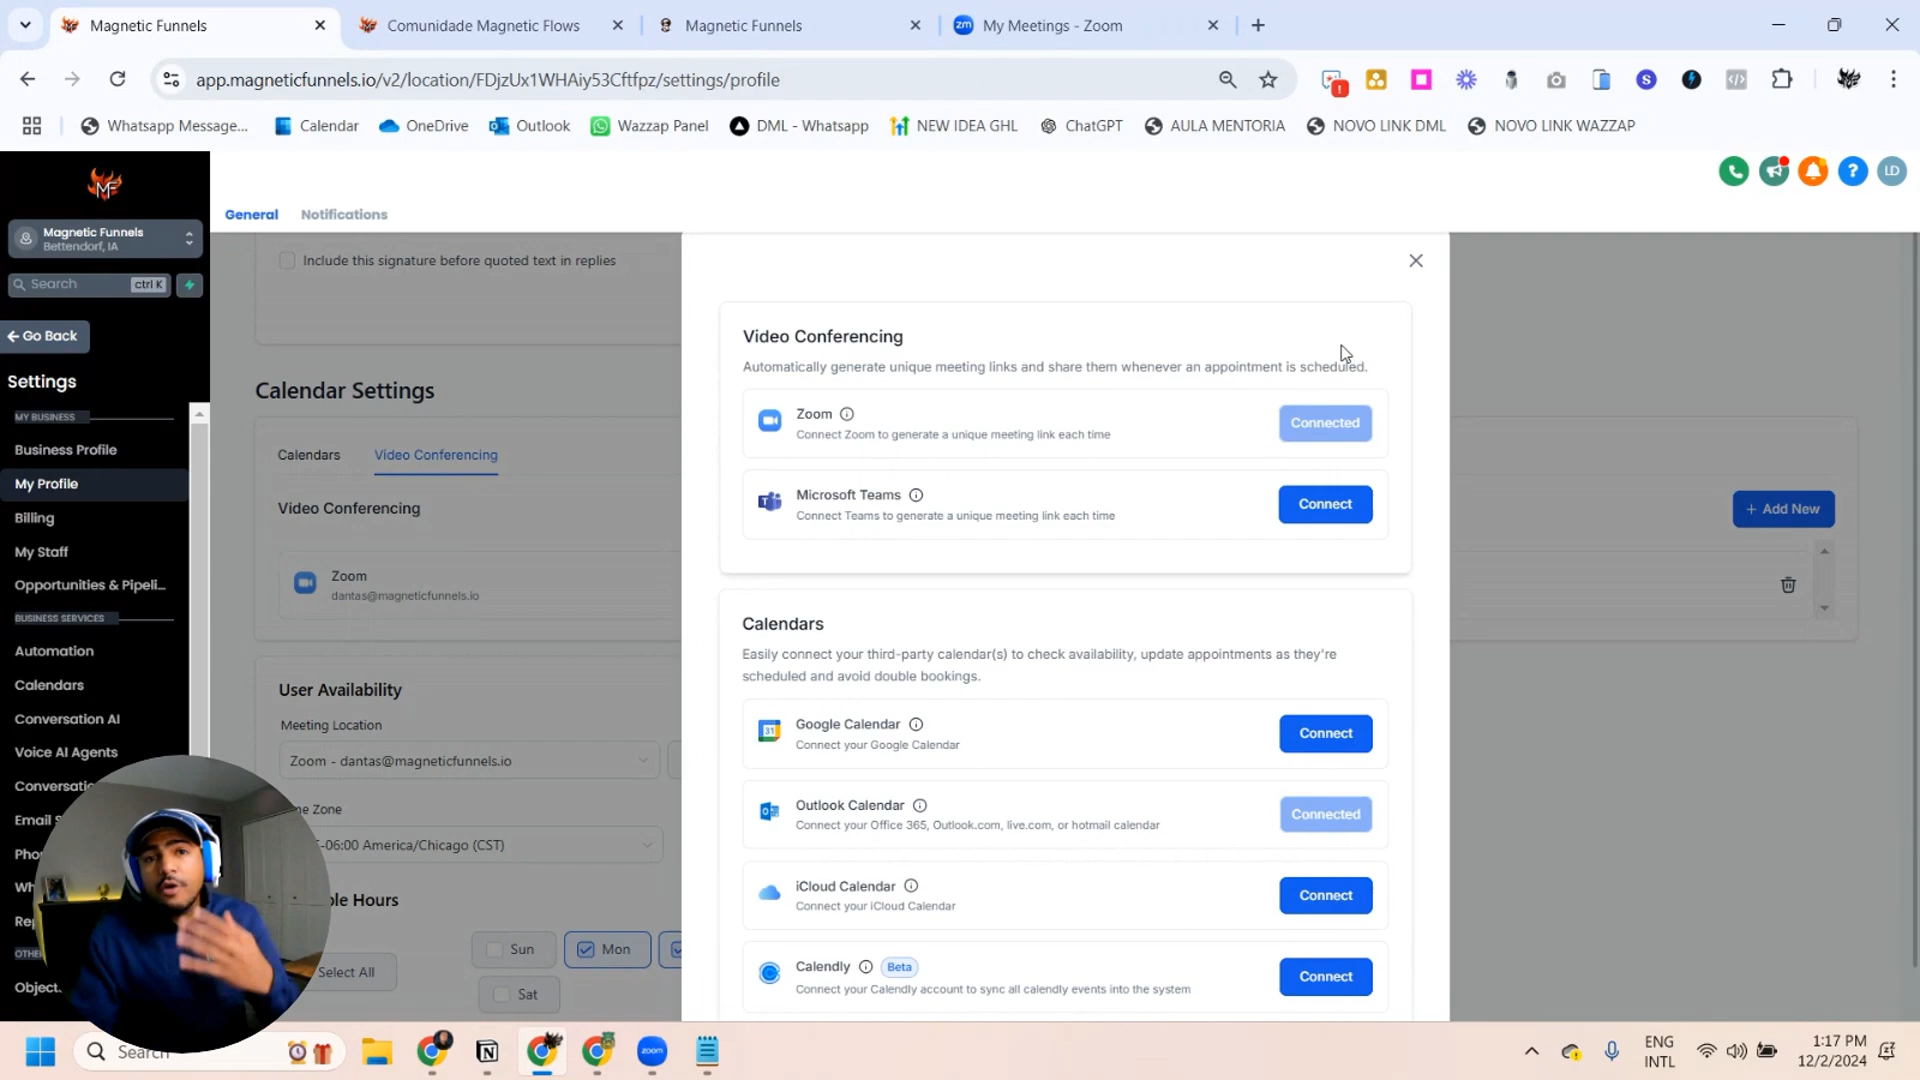 Magnetic Funnels
Comunidade Magnetic Flows
Magnetic Funnels
zm
My Meetings - Zoom
app.magneticfunnels.io/v2/location/FDjzUx1WHAiy53Cftfpz/settings/profile
Whatsapp Message...
Calendar
OneDrive
Outlook
Wazzap Panel
DML - Whatsapp
NEW IDEA GHL
ChatGPT
AULA MENTORIA
NOVO LINK DML
NOVO LINK WAZZAP
MF
LD
General
Notifications
Magnetic Funnels
Bettendorf, IA
Search
ctrl K
Go Back
Settings
MY BUSINESS
Business Profile
My Profile
Billing
My Staff
Opportunities & Pipeli...
BUSINESS SERVICES
Automation
Calendars
Conversation AI
Voice AI Agents
Conversatio
Email S
Pho
Wh
Rep
OTHE
Object
Include this signature before quoted text in replies
Calendar Settings
Calendars
Video Conferencing
Video Conferencing
+ Add New
Zoom
dantas@magneticfunnels.io
User Availability
Meeting Location
Zoom - dantas@magneticfunnels.io
ne Zone
-06:00 America/Chicago (CST)
ble Hours
Select All
Sun
Mon
Sat
Video Conferencing
Automatically generate unique meeting links and share them whenever an appointment is scheduled.
Zoom
Connect Zoom to generate a unique meeting link each time
Connected
Microsoft Teams
Connect Teams to generate a unique meeting link each time
Connect
Calendars
Easily connect your third-party calendar(s) to check availability, update appointments as they're
scheduled and avoid double bookings.
Google Calendar
Connect your Google Calendar
Connect
Outlook Calendar
Connect your Office 365, Outlook.com, live.com, or hotmail calendar
Connected
iCloud Calendar
Connect your iCloud Calendar
Connect
Calendly
Beta
Connect your Calendly account to sync all calendly events into the system
Connect
Search
zoom
ENG
INTL
1:17 PM
12/2/2024